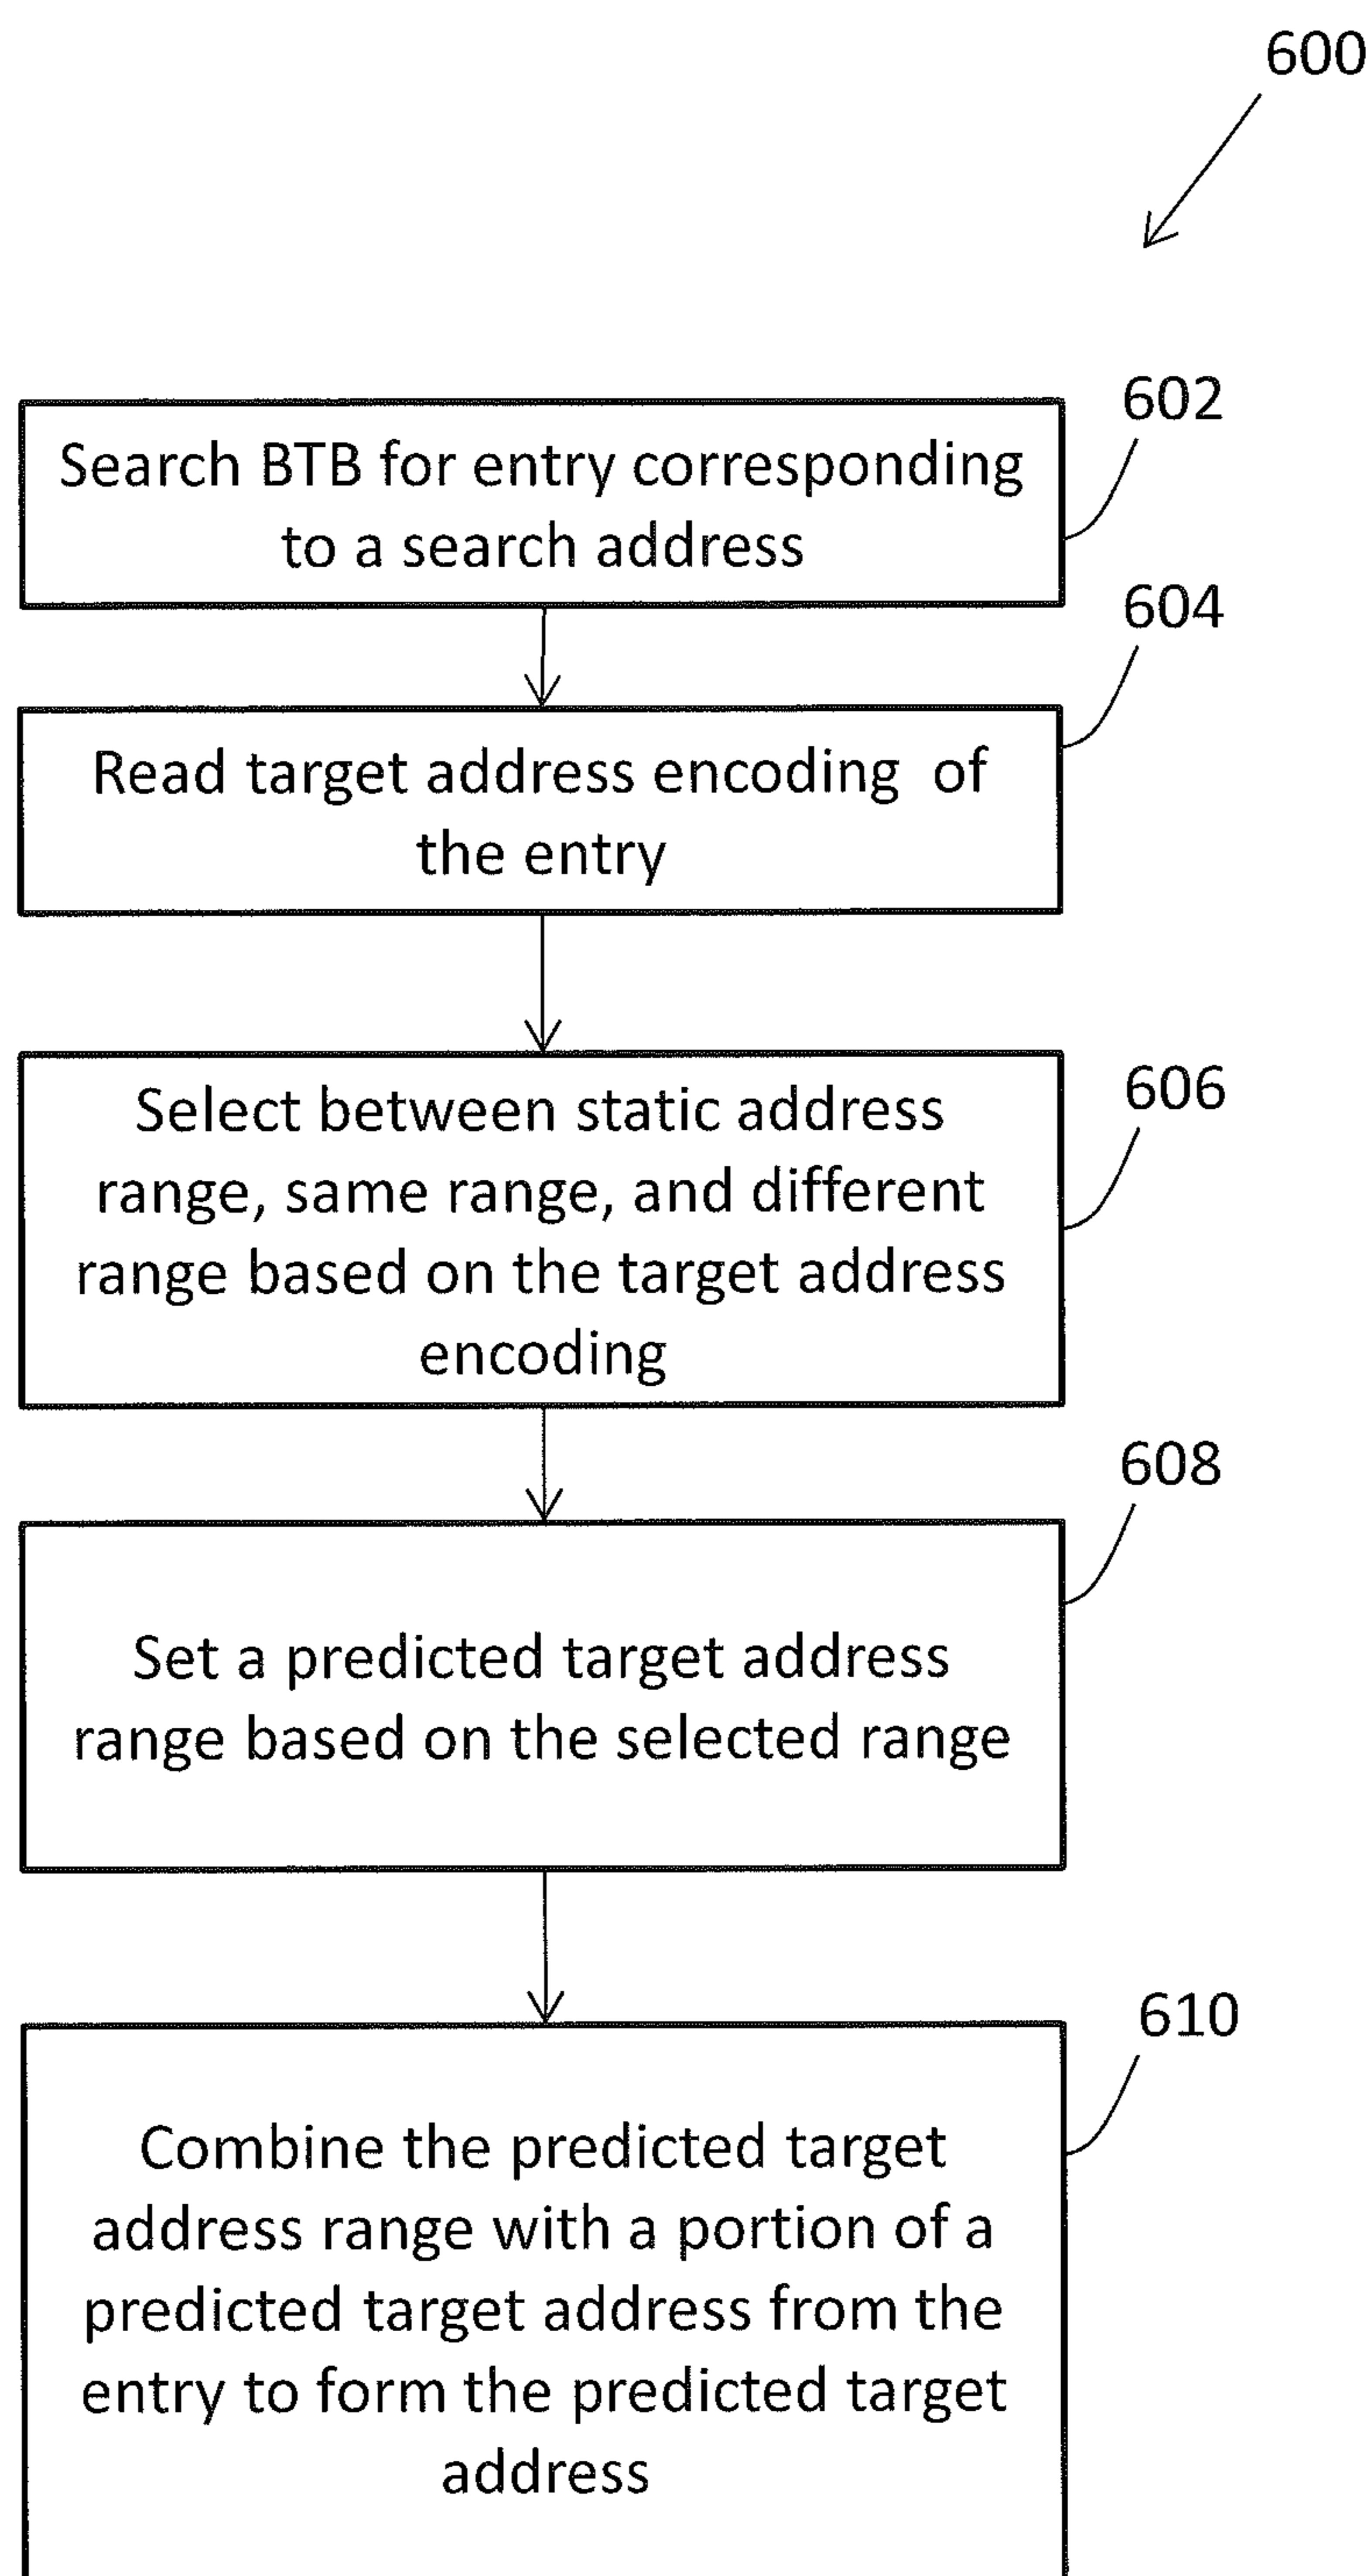 600
602
Search BTB for entry corresponding
to a search address
604
Read target address encoding of
the entry
606
Select between static address
range, same range, and different
range based on the target address
encoding
608
Set a predicted target address
range based on the selected range
610
Combine the predicted target
address range with a portion of a
predicted target address from the
entry to form the predicted target
address